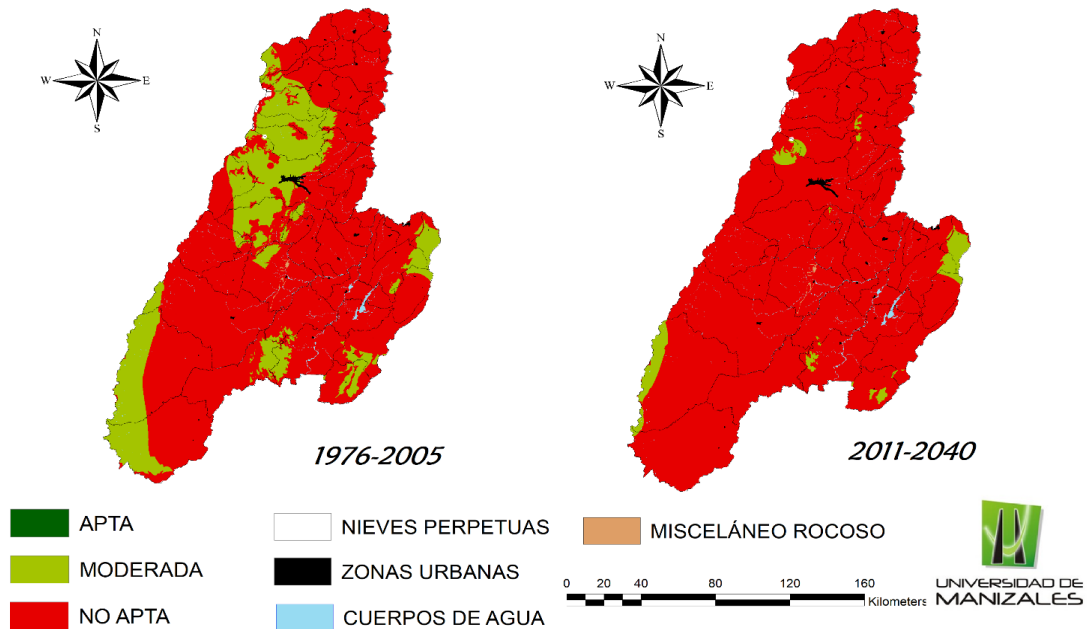 N
W E
S
N
W E
S
1976-2005
2011-2040
APTA
MODERADA
NO APTA
NIEVES PERPETUAS
ZONAS URBANAS
CUERPOS DE AGUA
MISCELÁNEO ROCOSO
0 20 40 80 120 160
Kilometers
UNIVERSIDAD DE
MANIZALES